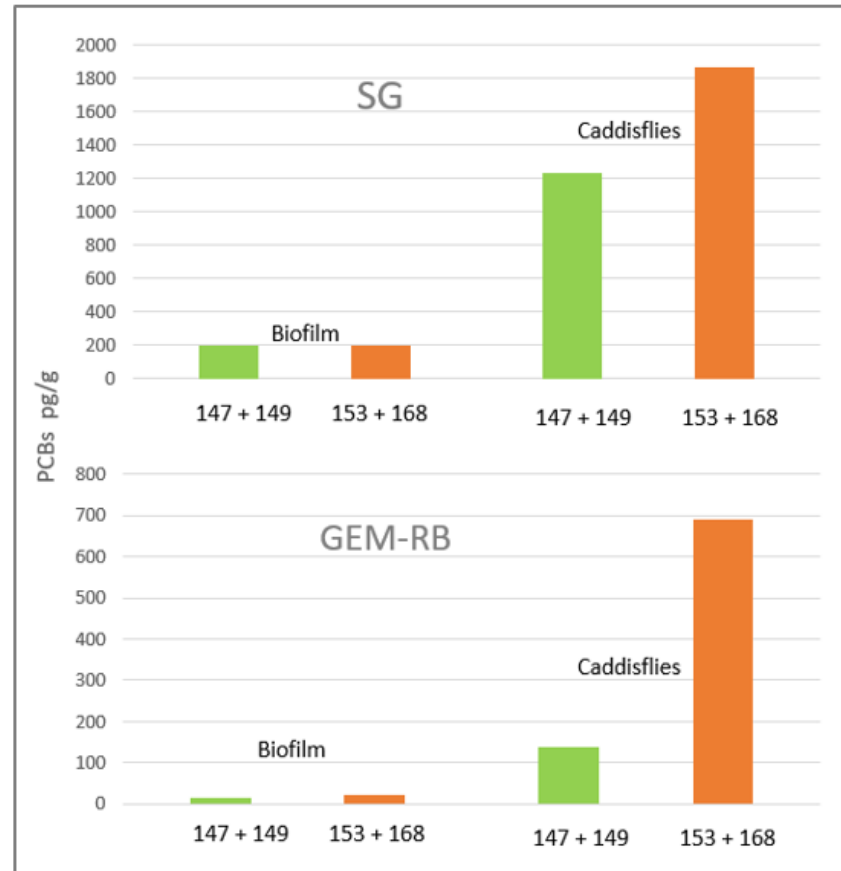 2000
1800
1600
1400
1200
1000
800
600
400
200
0
SG
Caddisflies
Biofilm
147 + 149 153 + 168 147 + 149 153 + 168
PCBs pg/g
800
700
600
500
400
300
200
100
0
GEM-RB
Caddisflies
Biofilm
147 + 149 153 + 168 147 + 149 153 + 168